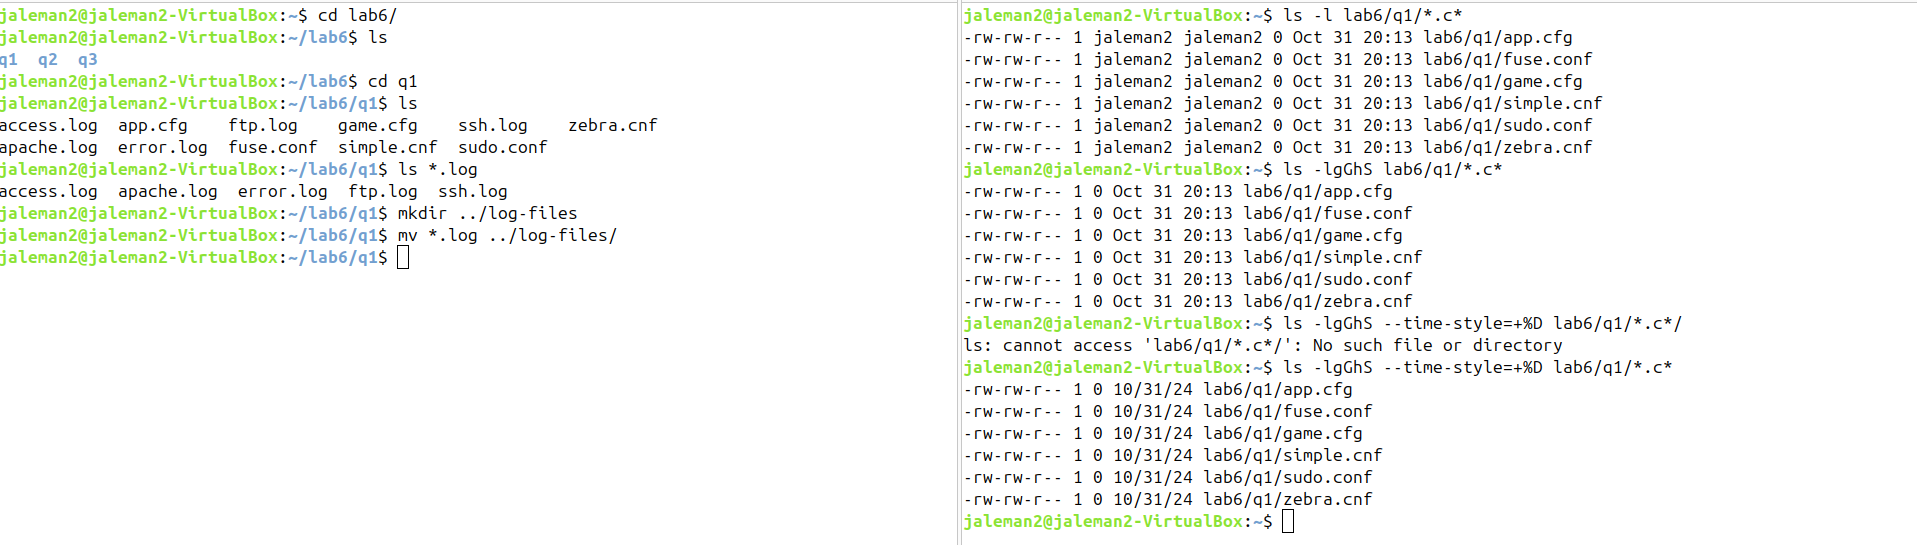 jaleman2@jaleman2-VirtualBox:~$ cd lab6/
jaleman2@jaleman2-VirtualBox:~/lab6$ ls
q1  q2  q3
jaleman2@jaleman2-VirtualBox:~/lab6$ cd q1
jaleman2@jaleman2-VirtualBox:~/lab6/q1$ ls
access.log  app.cfg    ftp.log    game.cfg    ssh.log    zebra.cnf
apache.log  error.log  fuse.conf  simple.cnf  sudo.conf
jaleman2@jaleman2-VirtualBox:~/lab6/q1$ ls *.log
access.log  apache.log  error.log  ftp.log  ssh.log
jaleman2@jaleman2-VirtualBox:~/lab6/q1$ mkdir ../log-files
jaleman2@jaleman2-VirtualBox:~/lab6/q1$ mv *.log ../log-files/
jaleman2@jaleman2-VirtualBox:~/lab6/q1$
jaleman2@jaleman2-VirtualBox:~$ ls -l lab6/q1/*.c*
-rw-rw-r-- 1 jaleman2 jaleman2 0 Oct 31 20:13 lab6/q1/app.cfg
-rw-rw-r-- 1 jaleman2 jaleman2 0 Oct 31 20:13 lab6/q1/fuse.conf
-rw-rw-r-- 1 jaleman2 jaleman2 0 Oct 31 20:13 lab6/q1/game.cfg
-rw-rw-r-- 1 jaleman2 jaleman2 0 Oct 31 20:13 lab6/q1/simple.cnf
-rw-rw-r-- 1 jaleman2 jaleman2 0 Oct 31 20:13 lab6/q1/sudo.conf
-rw-rw-r-- 1 jaleman2 jaleman2 0 Oct 31 20:13 lab6/q1/zebra.cnf
jaleman2@jaleman2-VirtualBox:~$ ls -lgGhS lab6/q1/*.c*
-rw-rw-r-- 1 0 Oct 31 20:13 lab6/q1/app.cfg
-rw-rw-r-- 1 0 Oct 31 20:13 lab6/q1/fuse.conf
-rw-rw-r-- 1 0 Oct 31 20:13 lab6/q1/game.cfg
-rw-rw-r-- 1 0 Oct 31 20:13 lab6/q1/simple.cnf
-rw-rw-r-- 1 0 Oct 31 20:13 lab6/q1/sudo.conf
-rw-rw-r-- 1 0 Oct 31 20:13 lab6/q1/zebra.cnf
jaleman2@jaleman2-VirtualBox:~$ ls -lgGhS --time-style=+%D lab6/q1/*.c*/
ls: cannot access 'lab6/q1/*.c*/': No such file or directory
jaleman2@jaleman2-VirtualBox:~$ ls -lgGhS --time-style=+%D lab6/q1/*.c*
-rw-rw-r-- 1 0 10/31/24 lab6/q1/app.cfg
-rw-rw-r-- 1 0 10/31/24 lab6/q1/fuse.conf
-rw-rw-r-- 1 0 10/31/24 lab6/q1/game.cfg
-rw-rw-r-- 1 0 10/31/24 lab6/q1/simple.cnf
-rw-rw-r-- 1 0 10/31/24 lab6/q1/sudo.conf
-rw-rw-r-- 1 0 10/31/24 lab6/q1/zebra.cnf
jaleman2@jaleman2-VirtualBox:~$